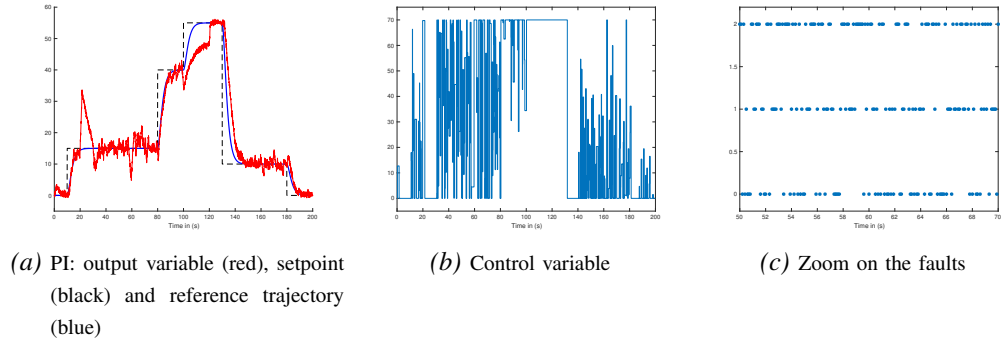 60
50
40
30
20
10
0
0 20 40 60 80 100 120 140 160 180 200
Time in (s)
(a) PI: output variable (red), setpoint
(black) and reference trajectory
(blue)
70
60
50
40
30
20
10
0
0 20 40 60 80 100 120 140 160 180 200
Time in (s)
(b) Control variable
2
1.5
1
0.5
0
50 52 54 56 58 60 62 64 66 68 70
Time in (s)
(c) Zoom on the faults